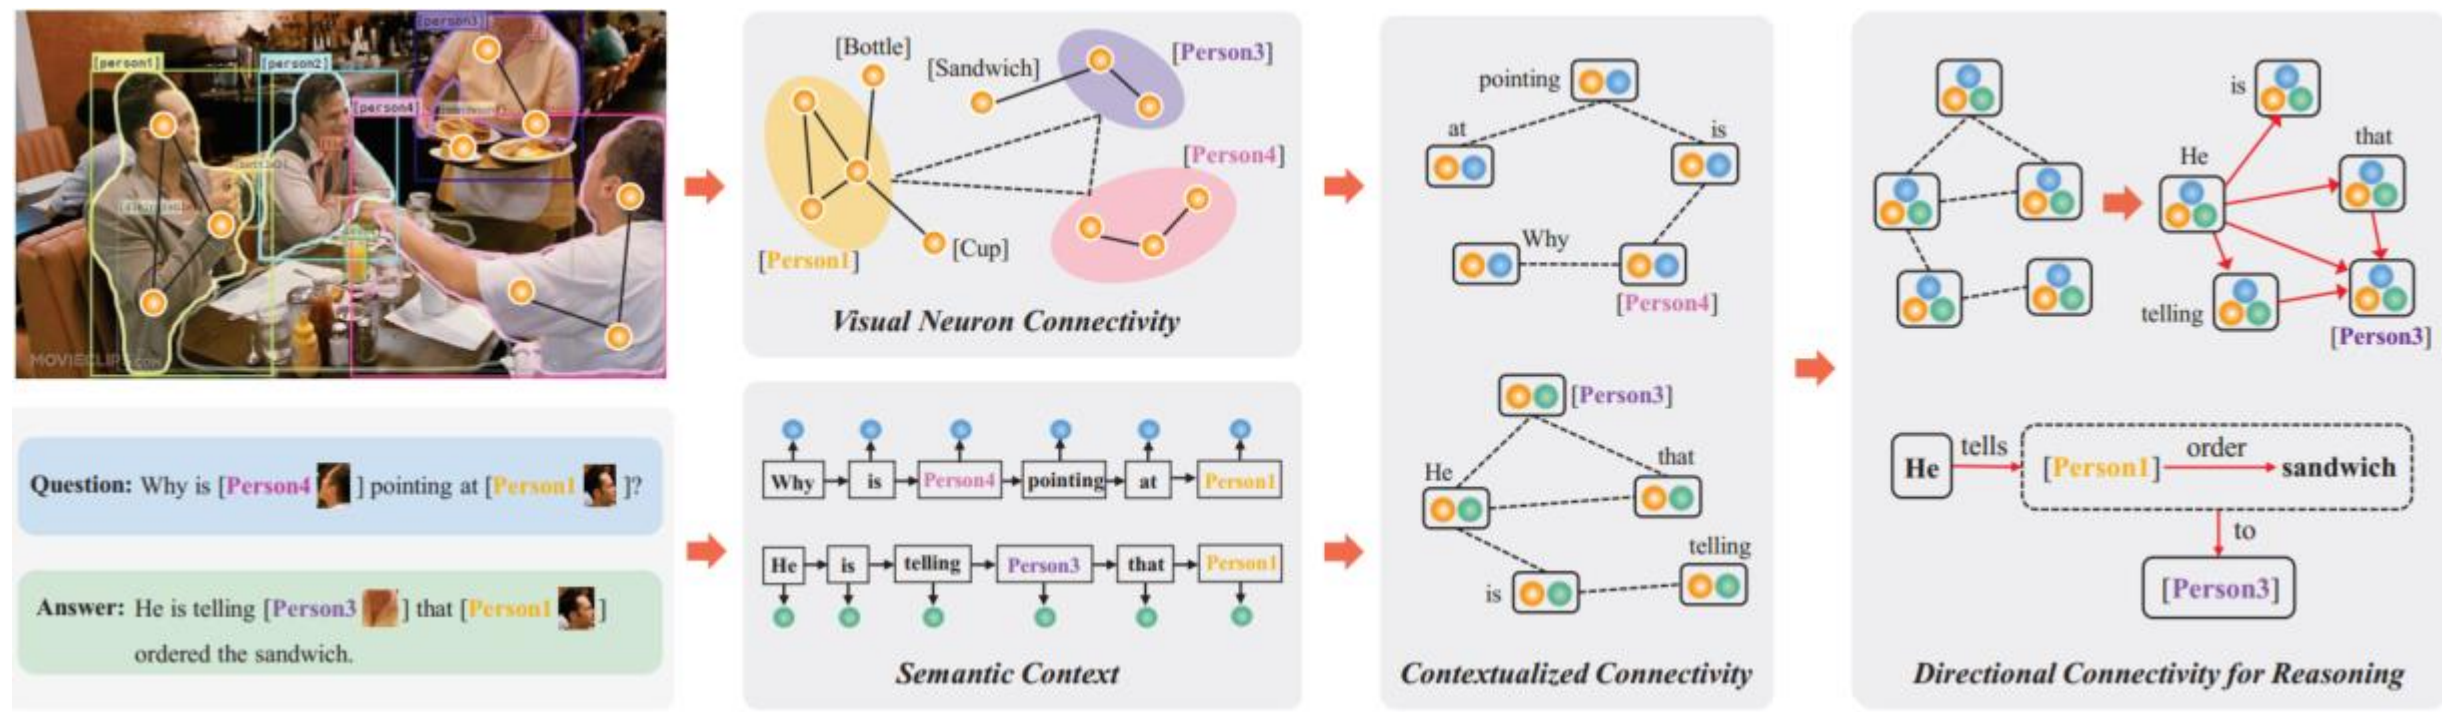 [person1]
[person2]
[person3]
[person4]
MOVIECLIPS.COM
Question: Why is [Person4 ] pointing at [Person1 ]?
Answer: He is telling [Person3 ] that [Person1 ]
ordered the sandwich.
[Bottle]
[Sandwich]
[Person3]
[Person4]
[Person1]
[Cup]
Visual Neuron Connectivity
Why is Person4 pointing at Person1
He is telling Person3 that Person1
Semantic Context
pointing
at
is
Why
[Person4]
[Person3]
He
that
telling
is
Contextualized Connectivity
is
that
He
telling
[Person3]
He tells [Person1] order sandwich
to
[Person3]
Directional Connectivity for Reasoning